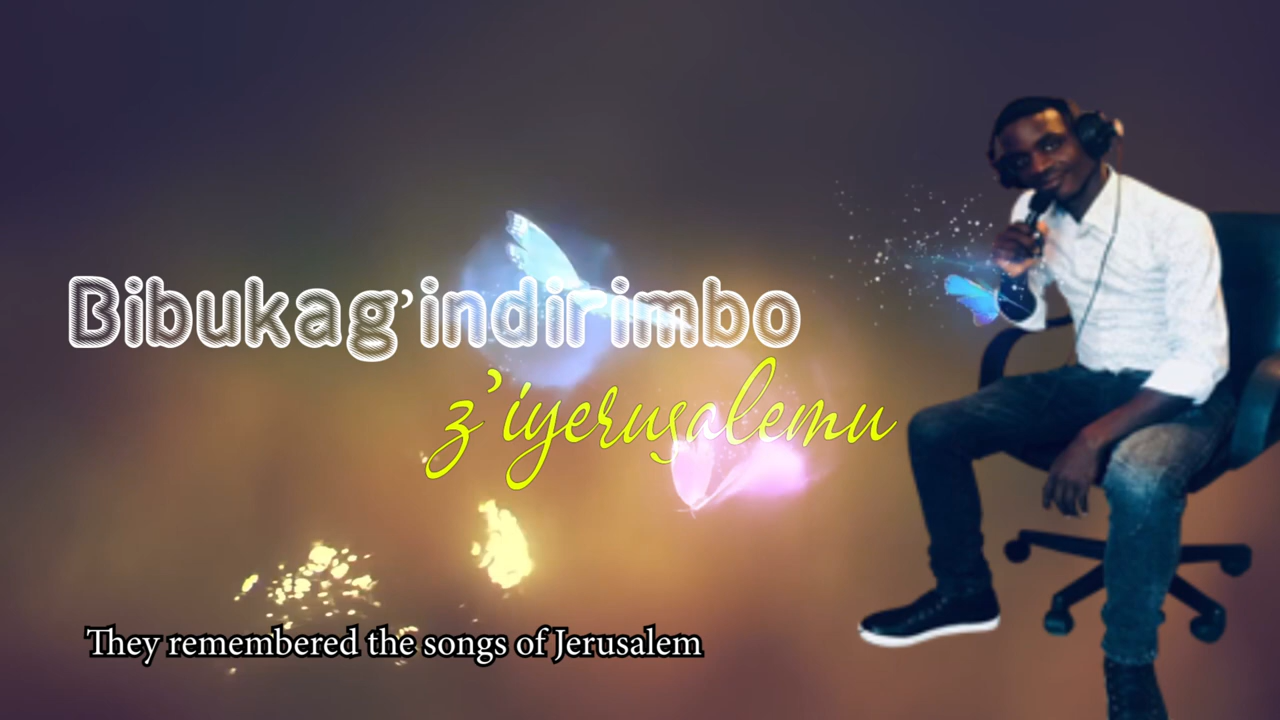 Bibukag'indirimbo
z'iyerusalemu
They remembered the songs of Jerusalem